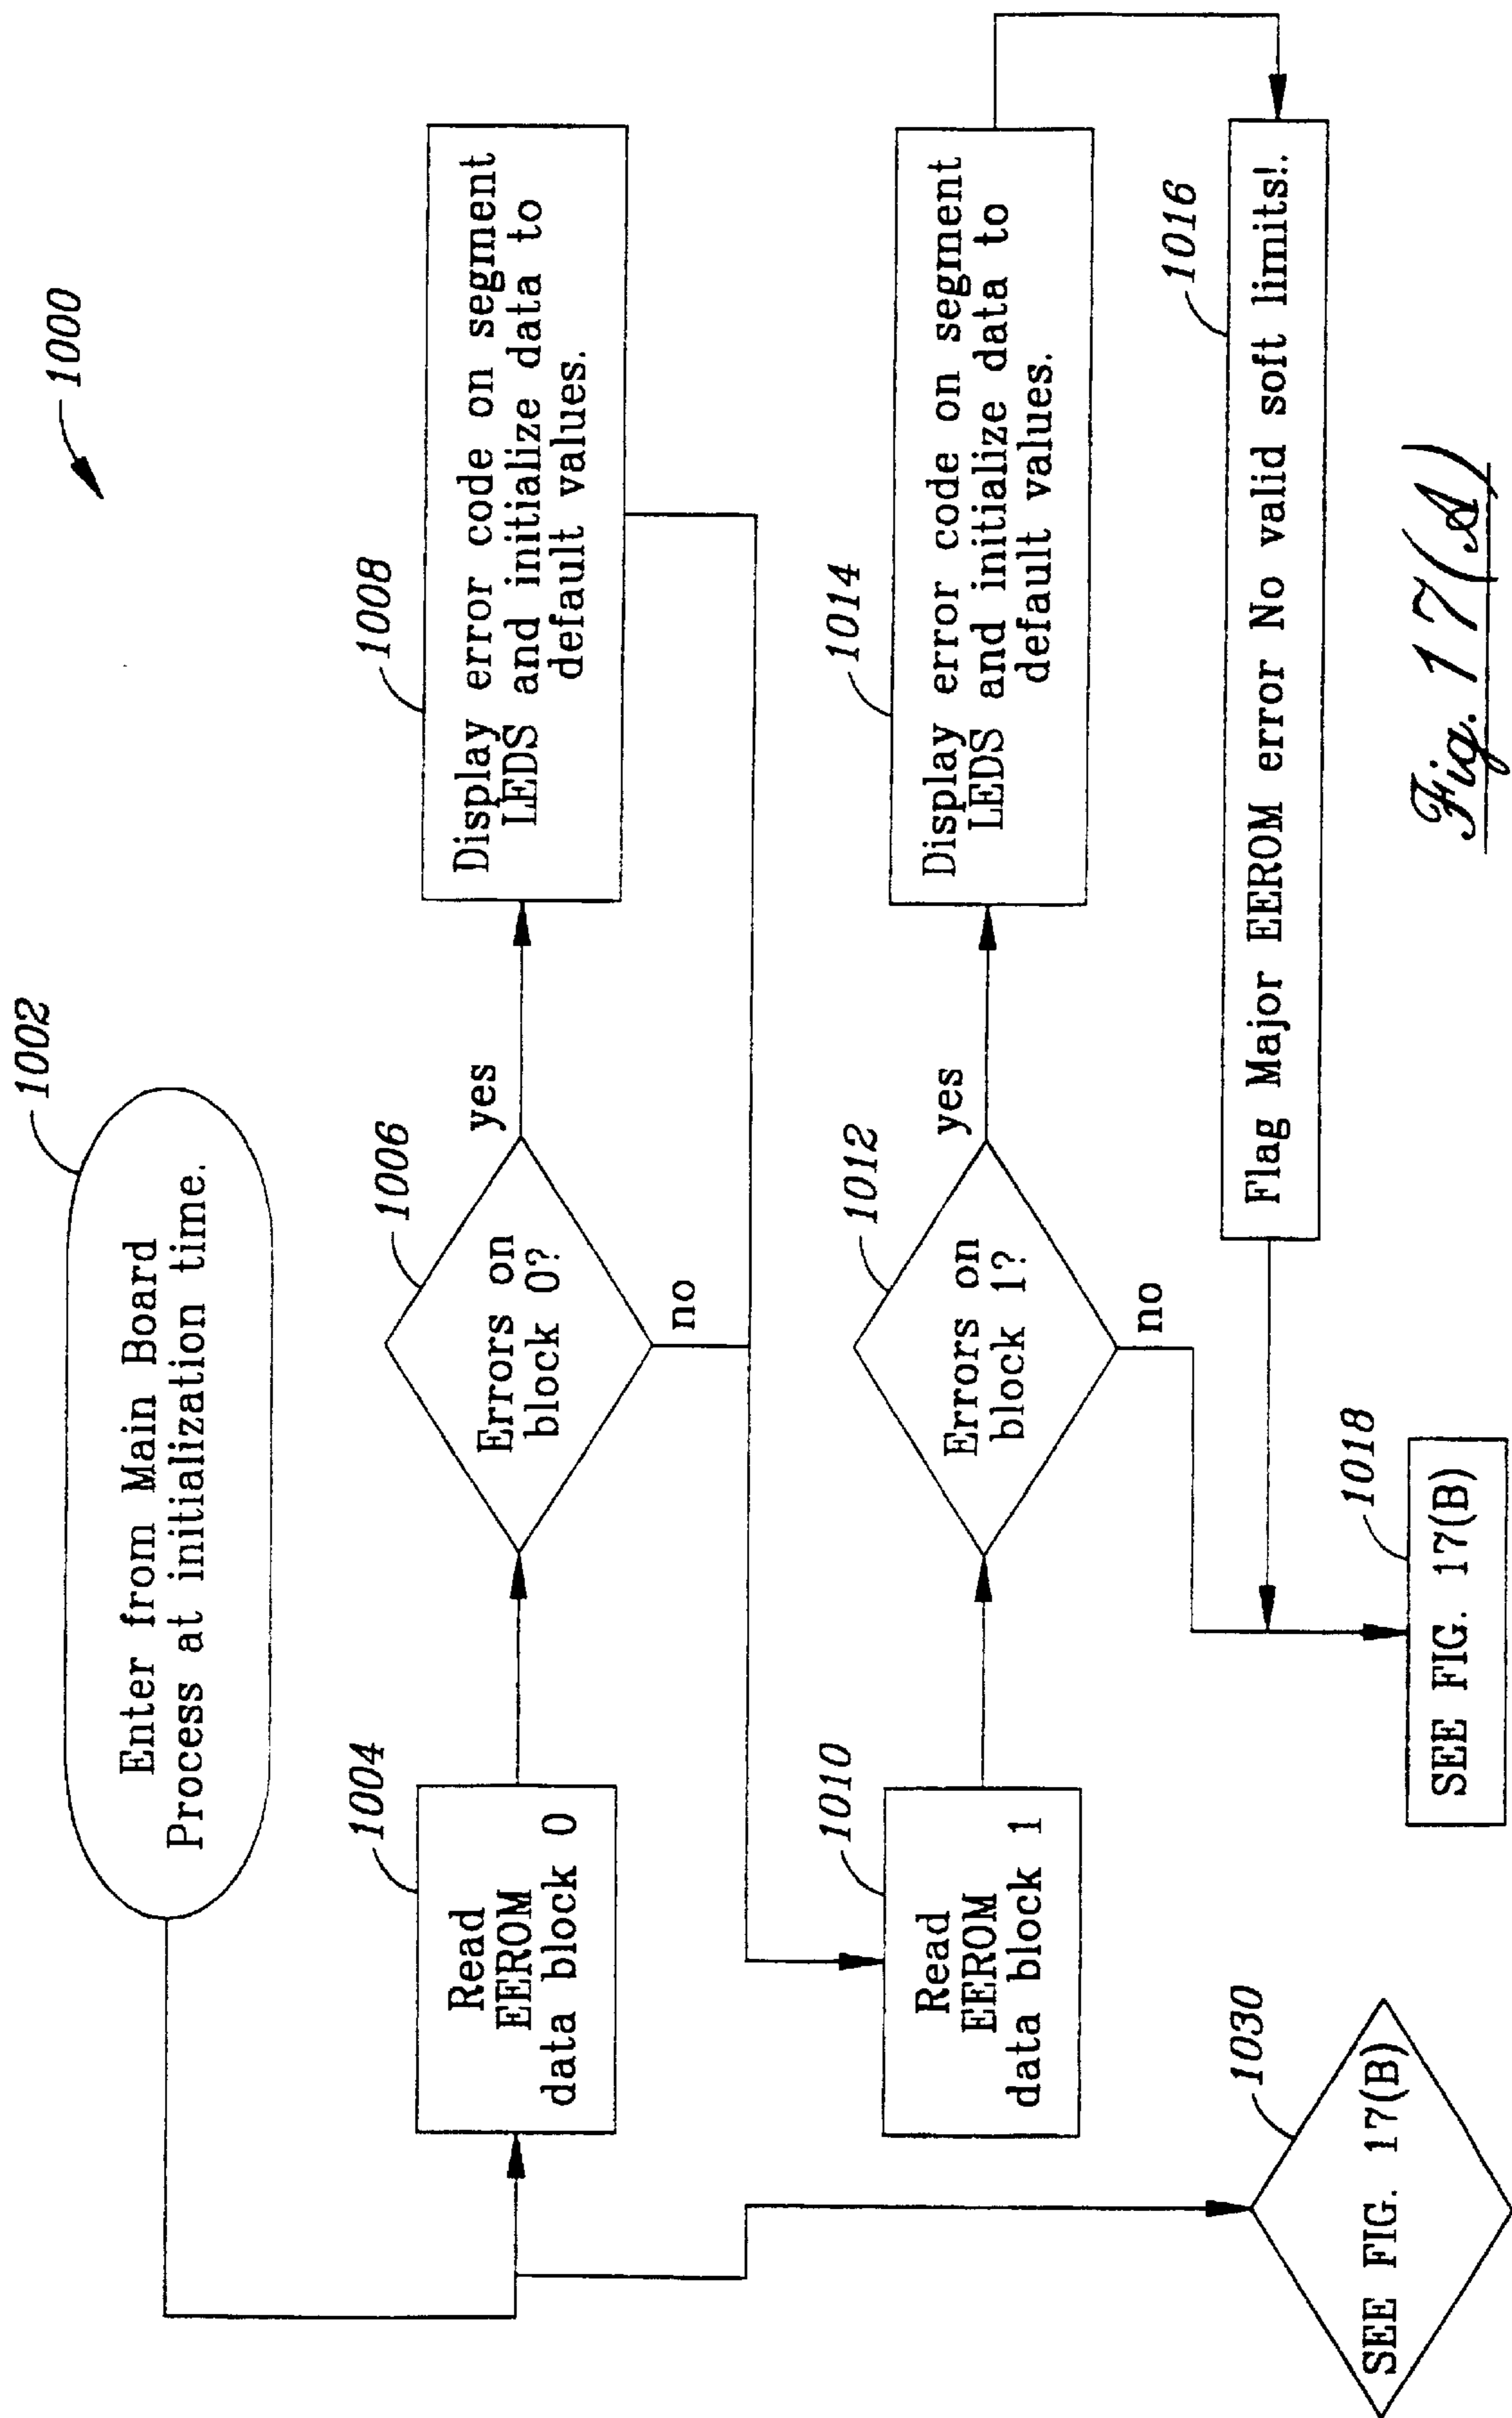 1000
1002
Enter from Main Board
Process at initialization time.
1004
Read
EEROM
data block 0
1006
Errors on
block 0?
yes
no
1008
Display error code on segment
LEDS and initialize data to
default values.
1010
Read
EEROM
data block 1
1012
Errors on
block 1?
yes
no
1014
Display error code on segment
LEDS and initialize data to
default values.
1016
Flag Major EEROM error No valid soft limits!.
1030
SEE FIG. 17(B)
1018
SEE FIG. 17(B)
Fig. 17(A)